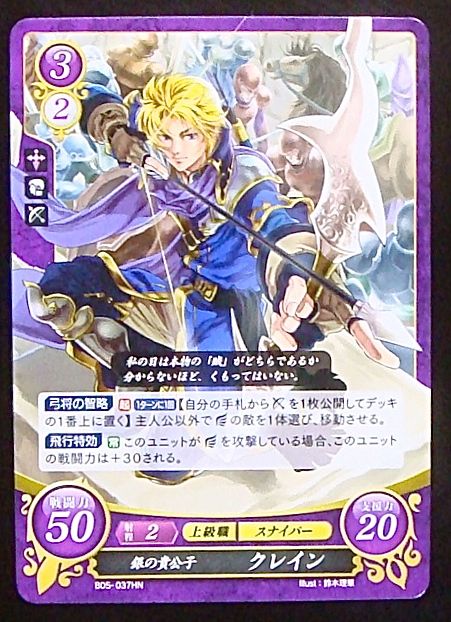 3
2
私の目は本物の「賊」がどちらであるか
分からないほど、くもってはいない。
弓将の智略 起 1ターンに1回 【自分の手札からを1枚公開してデッキ
の1番上に置く】主人公以外での敵を1体選び、移動させる。
飛行特効 常 このユニットがを攻撃している場合、このユニット
の戦闘力は+30される。
戦闘力 50
射程 2 上級職 スナイパー
支援力 20
銀の貴公子 クレイン
B05-037HN Illust：鈴木理華